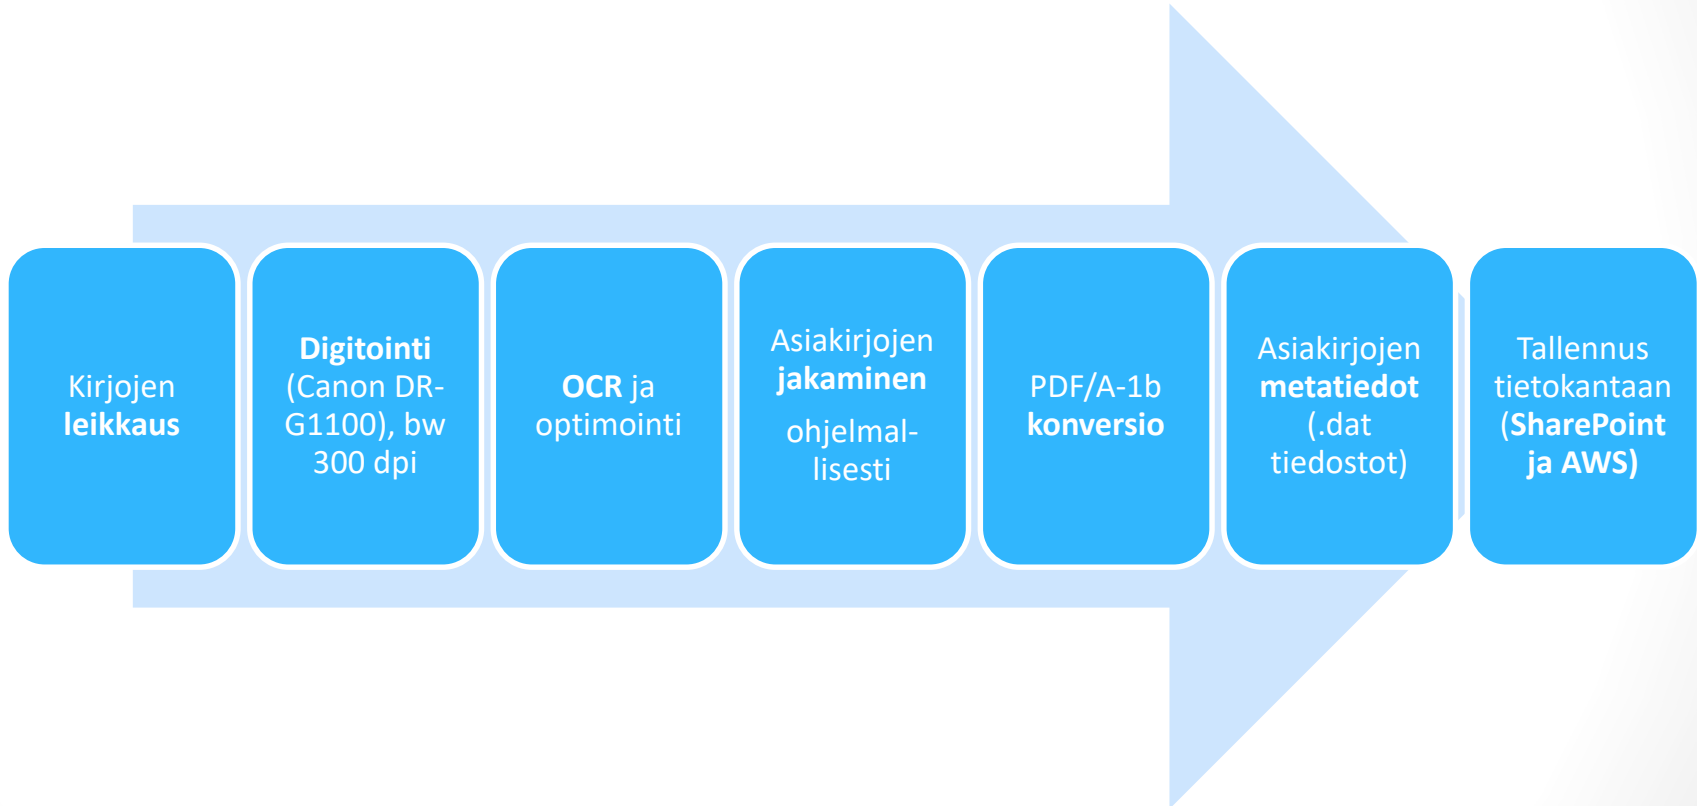 Kirjojen
leikkaus
Digitointi
(Canon DR-
G1100), bw
300 dpi
OCR ja
optimointi
Asiakirjojen
jakaminen
ohjelmal-
lisesti
PDF/A-1b
konversio
Asiakirjojen
metatiedot
(.dat
tiedostot)
Tallennus
tietokantaan
(SharePoint
ja AWS)